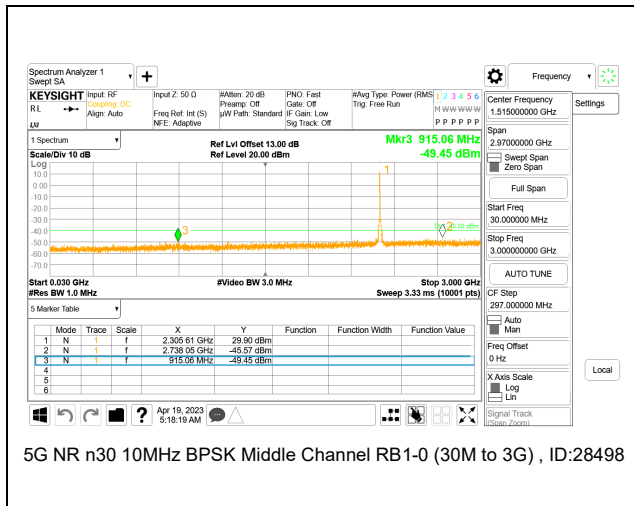 Spectrum Analyzer 1
Swept SA
Frequency
KEYSIGHT
R L
LXI
Input: RF
Coupling: DC
Align: Auto
Input Z: 50 Ω
Freq Ref: Int (S)
NFE: Adaptive
#Atten: 20 dB
Preamp: Off
µW Path: Standard
PNO: Fast
Gate: Off
IF Gain: Low
Sig Track: Off
#Avg Type: Power (RMS
Trig: Free Run
1 2 3 4 5 6
M W W W W W
P P P P P P
Settings
1 Spectrum
Scale/Div 10 dB
Ref Lvl Offset 13.00 dB
Ref Level 20.00 dBm
Mkr3 915.06 MHz
-49.45 dBm
Log
10.0
0.00
-10.0
-20.0
-30.0
-40.0
-50.0
-60.0
-70.0
1
2
3
Start 0.030 GHz
#Video BW 3.0 MHz
Stop 3.000 GHz
#Res BW 1.0 MHz
Sweep 3.33 ms (10001 pts)
5 Marker Table
Mode Trace Scale X Y Function Function Width Function Value
1 N 1 f 2.305 61 GHz 29.90 dBm
2 N 1 f 2.738 05 GHz -45.57 dBm
3 N 1 f 915.06 MHz -49.45 dBm
4
5
6
Center Frequency
1.515000000 GHz
Span
2.97000000 GHz
Swept Span
Zero Span
Full Span
Start Freq
30.000000 MHz
Stop Freq
3.000000000 GHz
AUTO TUNE
CF Step
297.000000 MHz
Auto
Man
Freq Offset
0 Hz
X Axis Scale
Log
Lin
Signal Track
(Span Zoom)
Local
?
Apr 19, 2023
5:18:19 AM
5G NR n30 10MHz BPSK Middle Channel RB1-0 (30M to 3G) , ID:28498